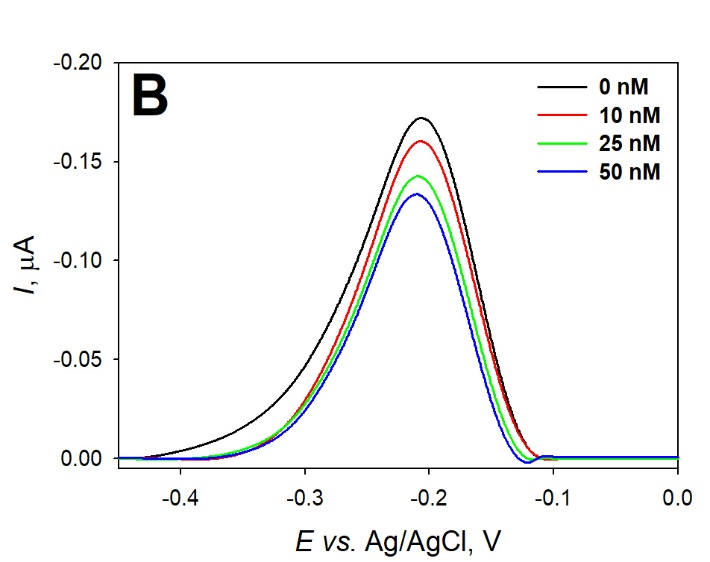 B
0 nM
10 nM
25 nM
50 nM
-0.20
-0.15
-0.10
-0.05
0.00
I, μA
-0.4 -0.3 -0.2 -0.1 0.0
E vs. Ag/AgCl, V